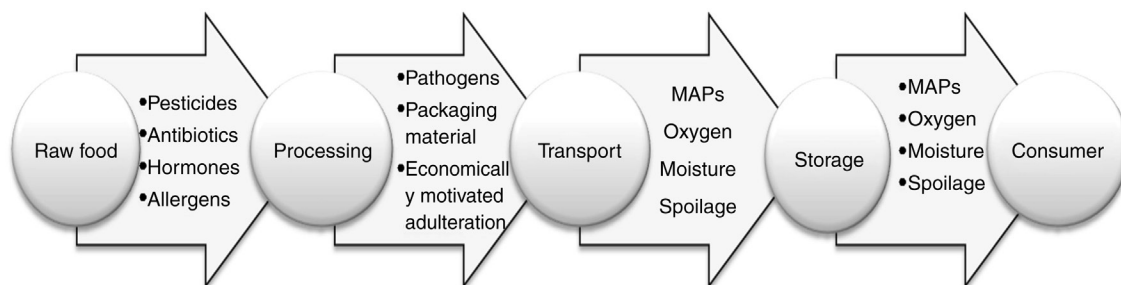 Raw food
•Pesticides
•Antibiotics
•Hormones
•Allergens
Processing
•Pathogens
•Packaging
material
•Economicall
y motivated
adulteration
Transport
MAPs
Oxygen
Moisture
Spoilage
Storage
•MAPs
•Oxygen
•Moisture
•Spoilage
Consumer